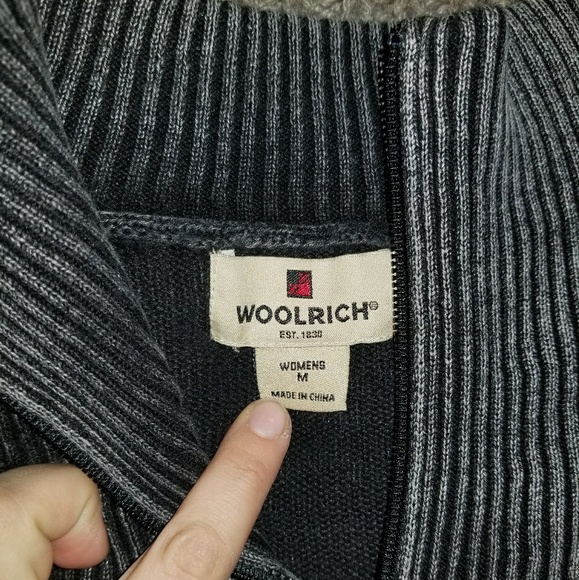 WOOLRICH®
EST. 1830
WOMENS
M
MADE IN CHINA